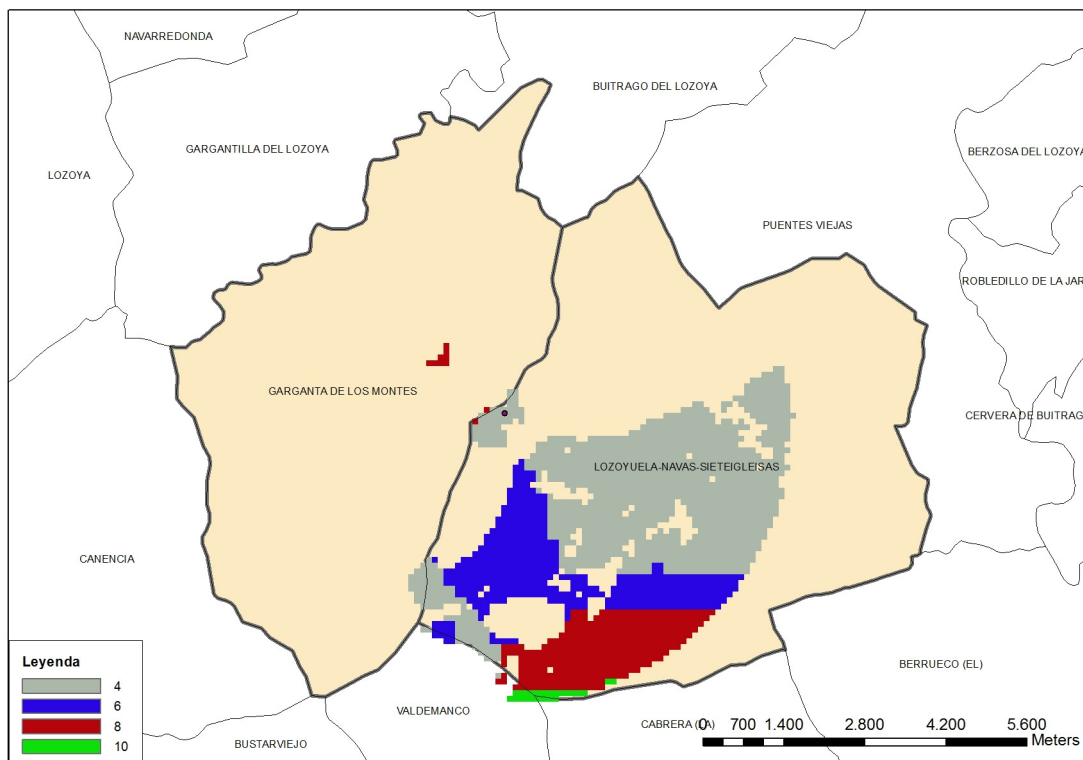 NAVARREDONDA
BUITRAGO DEL LOZOYA
GARGANTILLA DEL LOZOYA
BERZOSA DEL LOZOYA
LOZOYA
PUENTES VIEJAS
ROBLEDILLO DE LA JAR
GARGANTA DE LOS MONTES
CERVERA DE BUITRAG
LOZOYUELA-NAVAS-SIETEIGLEISAS
CANENCIA
Leyenda
4
6
8
10
BERRUECO (EL)
VALDEMANCO
CABRERA (LA)
BUSTARVIEJO
0 700 1.400 2.800 4.200 5.600
Meters